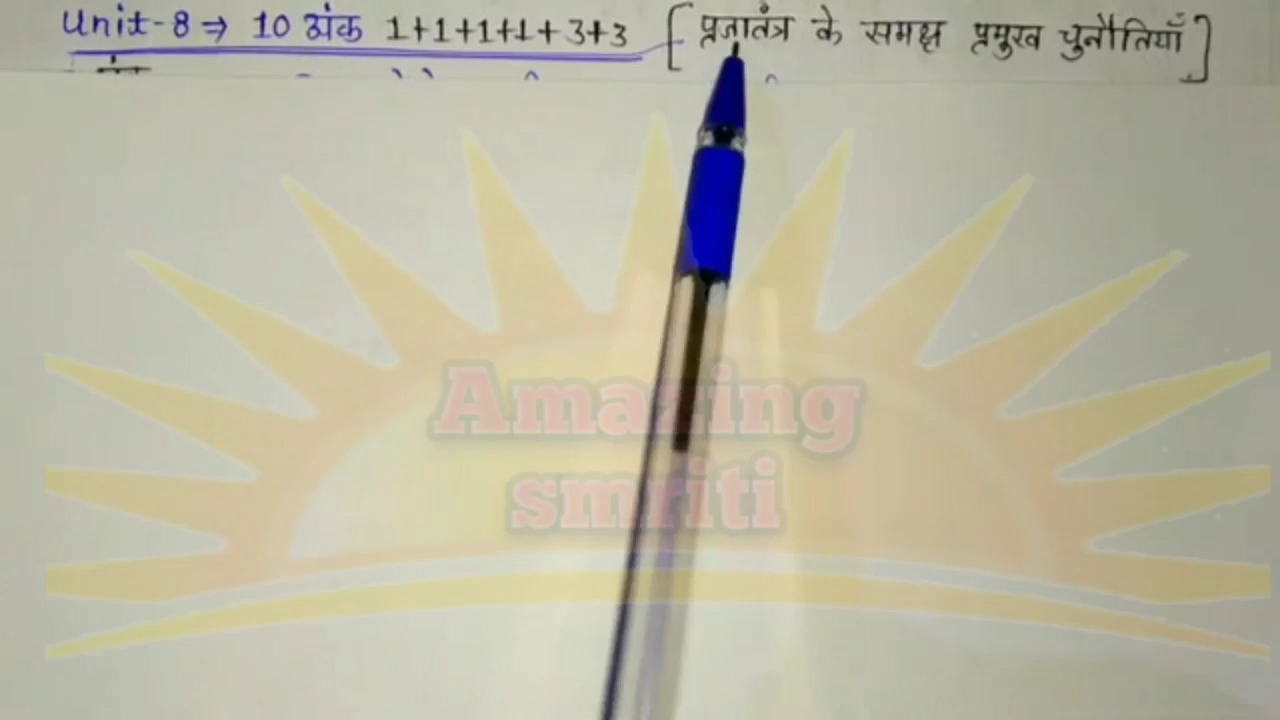 Unit-8 ⇒ 10 अंक 1+1+1+1+3+3 [प्रजातंत्र के समक्ष प्रमुख चुनौतियाँ]
Amazing
smriti